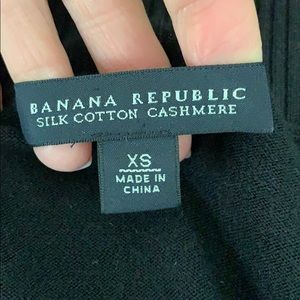 BANANA REPUBLIC
SILK COTTON CASHMERE
XS
MADE IN
CHINA